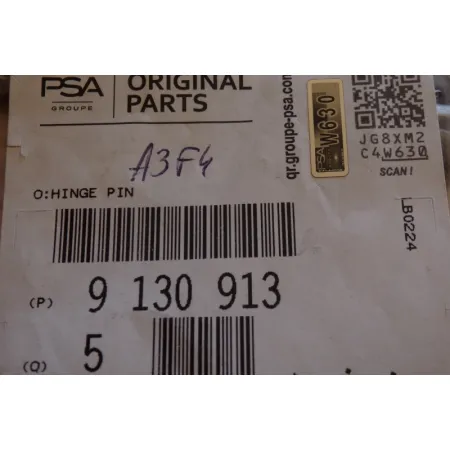 PSA
GROUPE
ORIGINAL
PARTS
qr.groupe-psa.com
PSA W630
JG8XM2
C4W630
SCAN!
A3F4
O:HINGE PIN
LB0224
(P) 9 130 913
(Q) 5